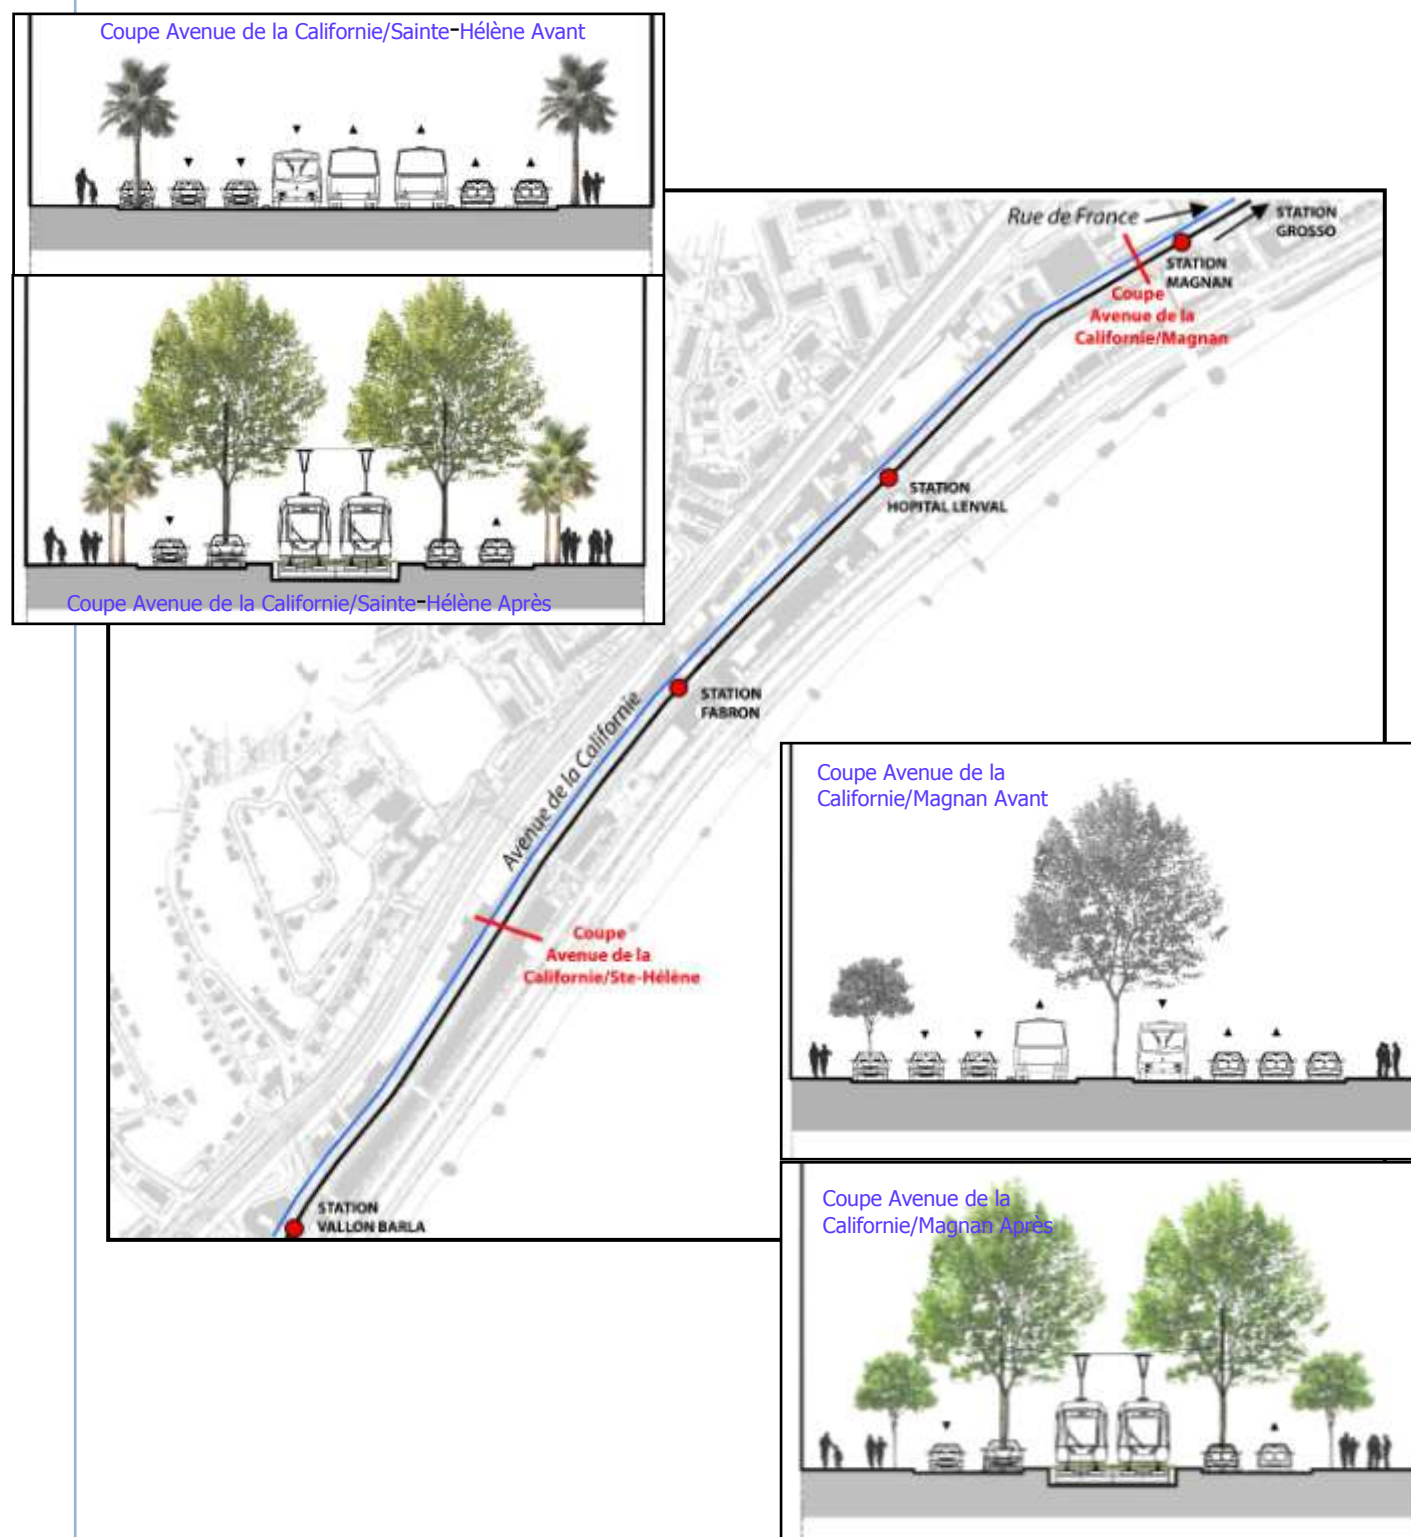 Coupe Avenue de la Californie/Sainte-Hélène Avant
Coupe Avenue de la Californie/Sainte-Hélène Après
Rue de France
STATION
GROSSO
STATION
MAGNAN
Coupe
Avenue de la
Californie/Magnan
STATION
HOPITAL LENVAL
STATION
FABRON
Avenue de la Californie
Coupe
Avenue de la
Californie/Ste-Hélène
STATION
VALLON BARLA
Coupe Avenue de la
Californie/Magnan Avant
Coupe Avenue de la
Californie/Magnan Après